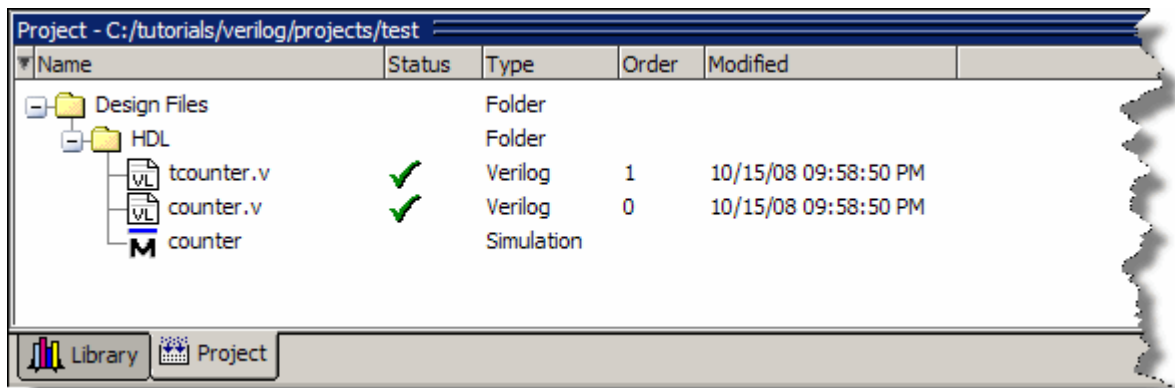 Project - C:/tutorials/verilog/projects/test
Name Status Type Order Modified
Design Files Folder
HDL Folder
VL tcounter.v Verilog 1 10/15/08 09:58:50 PM
VL counter.v Verilog 0 10/15/08 09:58:50 PM
M counter Simulation
Library Project